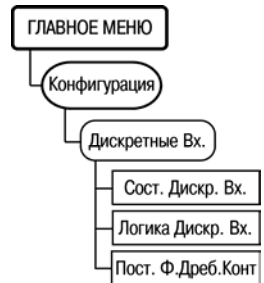 ГЛАВНОЕ МЕНЮ
Конфигурация
Дискретные Вх.
Сост. Дискр. Вх.
Логика Дискр. Вх.
Пост. Ф.Дреб.Конт